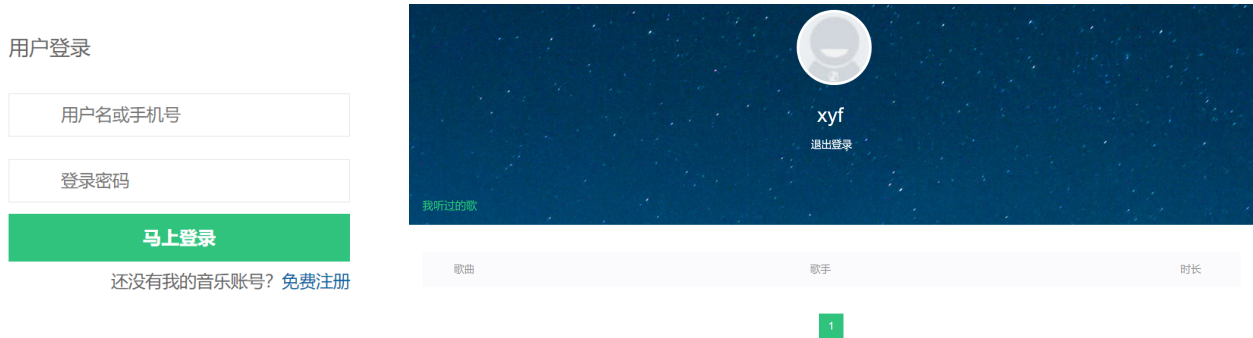 用户登录
用户名或手机号
登录密码
马上登录
还没有我的音乐账号？免费注册
xyf
退出登录
我听过的歌
歌曲 歌手 时长
1